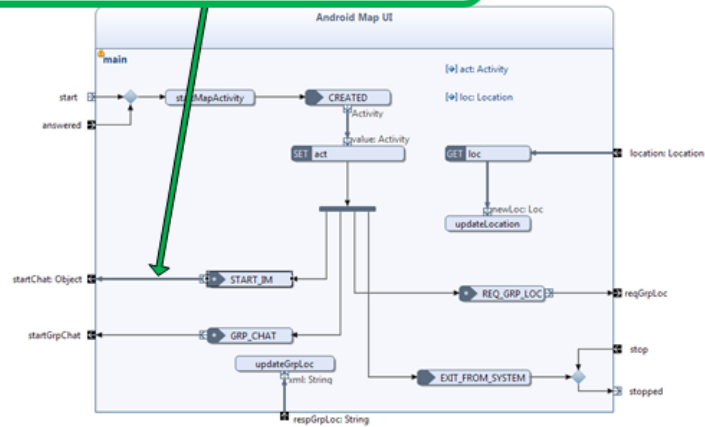 Android Map UI
main
[e] act: Activity
[e] loc: Location
start
startMapActivity
CREATED
answered
Activity
value: Activity
SET act
GET loc
location: Location
newLoc: Loc
updateLocation
startChat: Object
START_IM
REQ_GRP_LOC
reqGrpLoc
startGrpChat
GRP_CHAT
stop
updateGrpLoc
xml: String
EXIT_FROM_SYSTEM
stopped
respGrpLoc: String